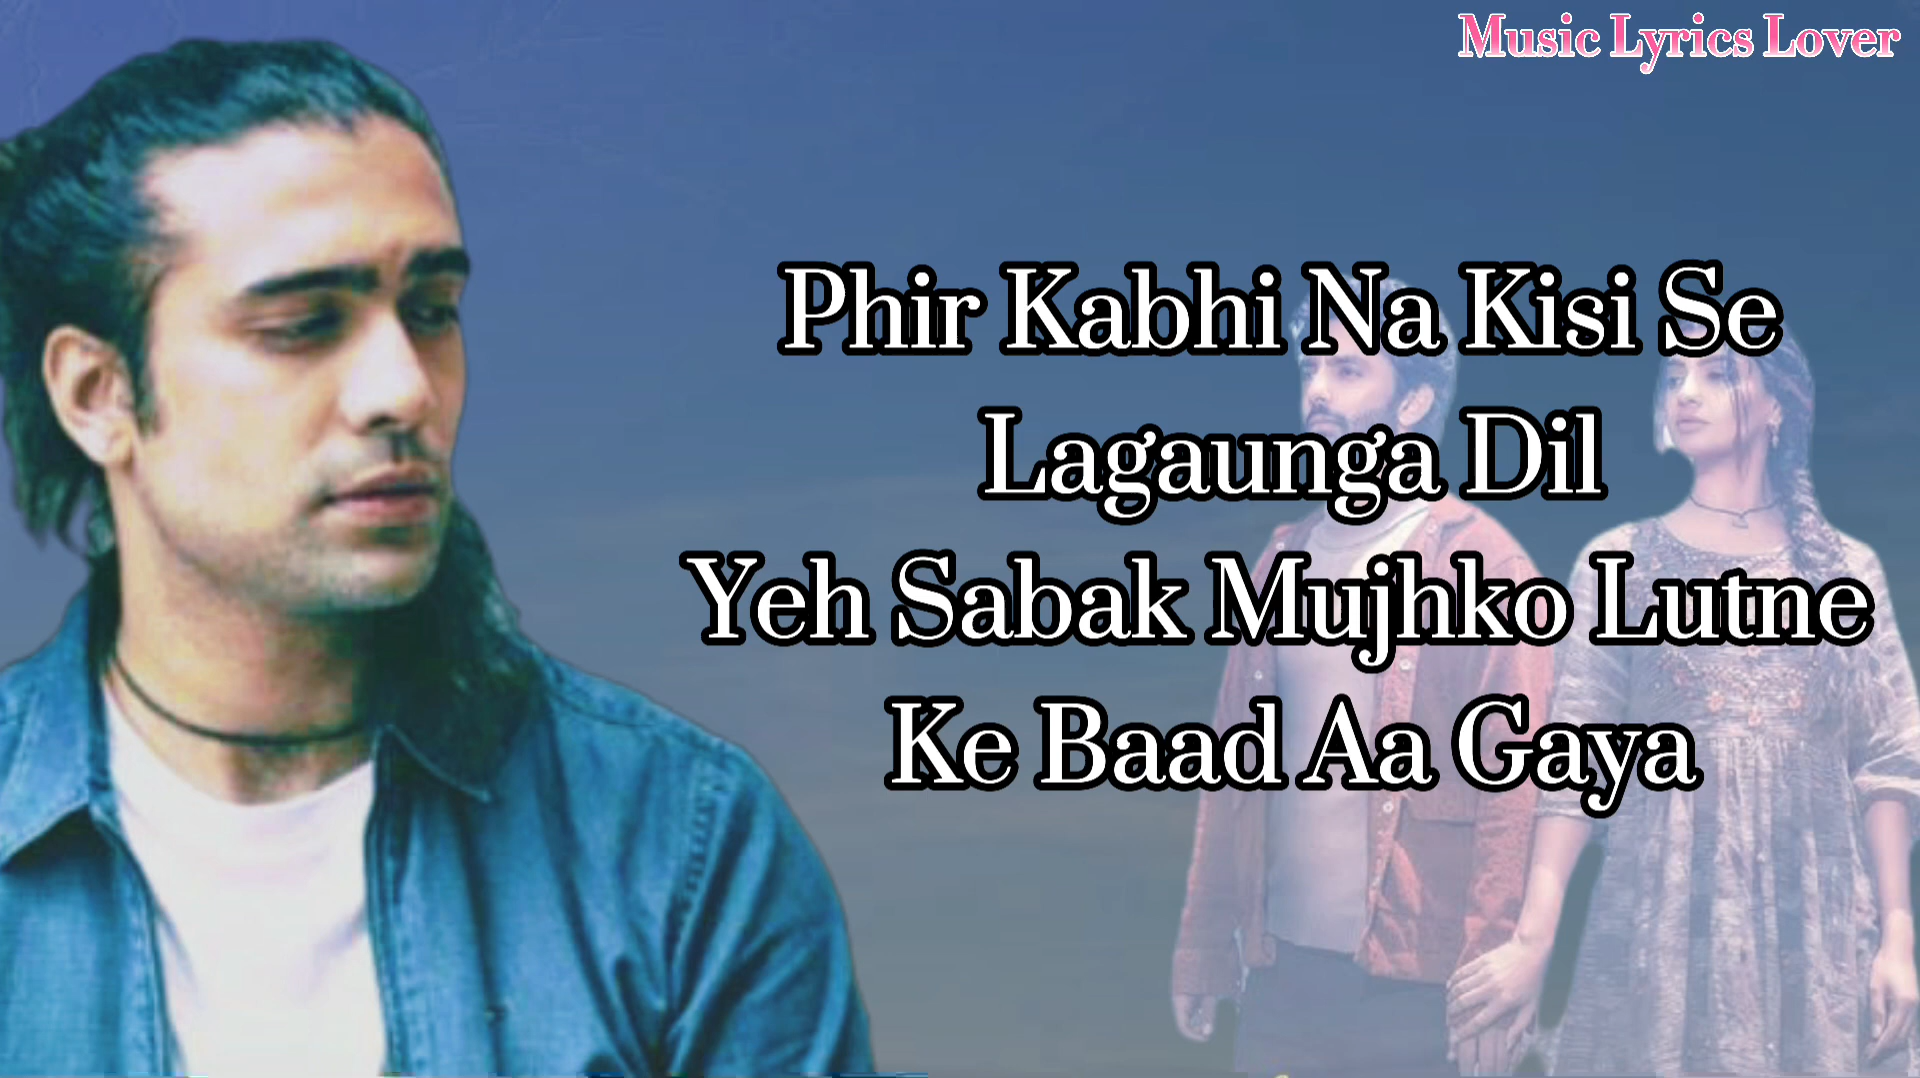 Music Lyrics Lover
Phir Kabhi Na Kisi Se
Lagaunga Dil
Yeh Sabak Mujhko Lutne
Ke Baad Aa Gaya